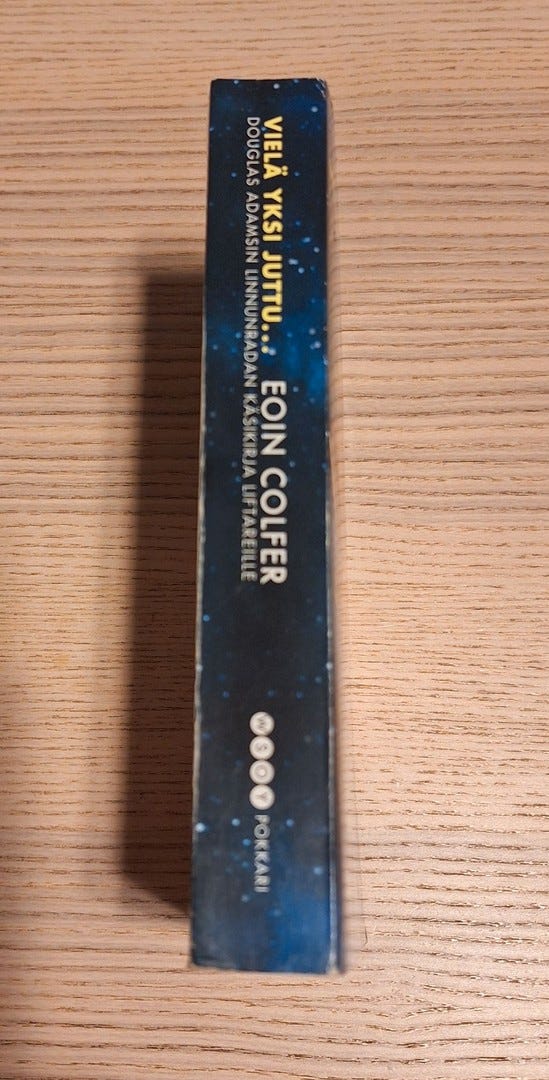 VIELÄ YKSI JUTTU... EOIN COLFER
DOUGLAS ADAMSIN LINNUNRADAN KÄSIKIRJA LIFTAREILLE
WSOY POKKARI